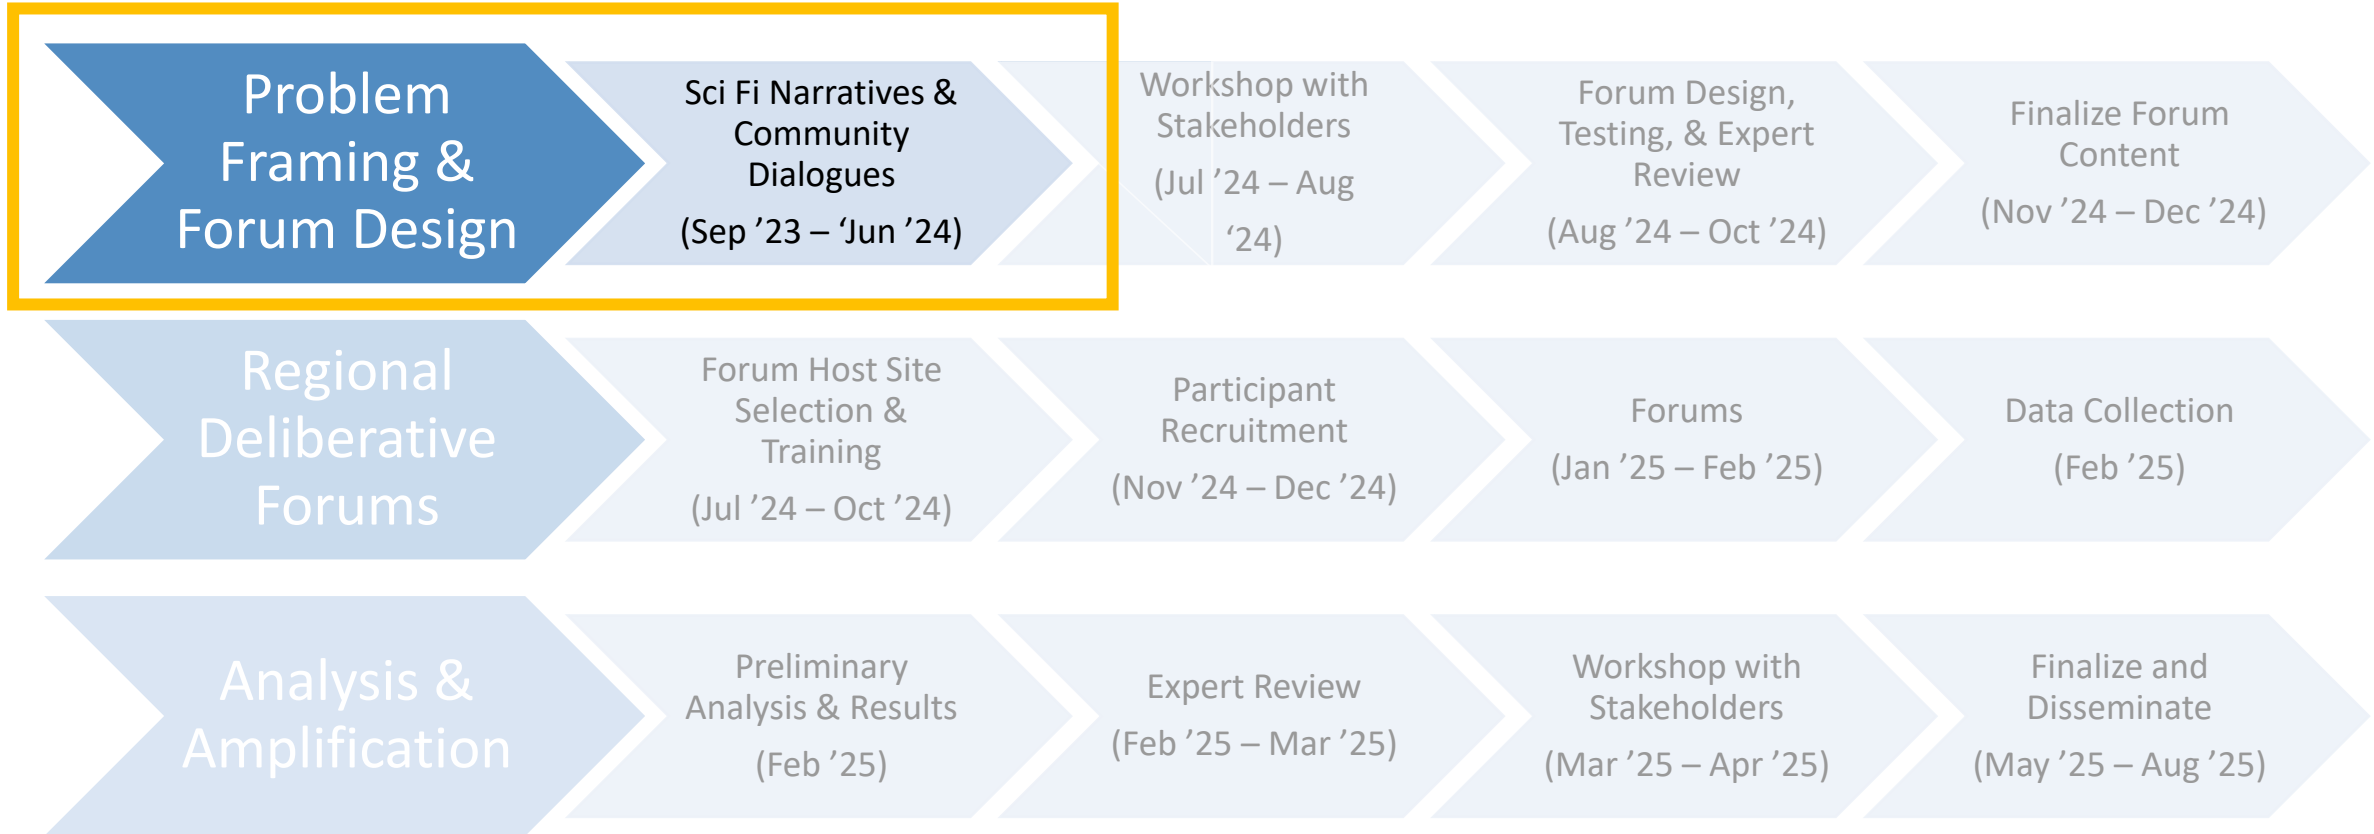 Problem
Framing &
Forum Design
Sci Fi Narratives &
Community
Dialogues
(Sep ’23 – ‘Jun ’24)
Workshop with
Stakeholders
(Jul ’24 – Aug
‘24)
Forum Design,
Testing, & Expert
Review
(Aug ’24 – Oct ’24)
Finalize Forum
Content
(Nov ’24 – Dec ’24)
Regional
Deliberative
Forums
Forum Host Site
Selection &
Training
(Jul ’24 – Oct ’24)
Participant
Recruitment
(Nov ’24 – Dec ’24)
Forums
(Jan ’25 – Feb ’25)
Data Collection
(Feb ’25)
Analysis &
Amplification
Preliminary
Analysis & Results
(Feb ’25)
Expert Review
(Feb ’25 – Mar ’25)
Workshop with
Stakeholders
(Mar ’25 – Apr ’25)
Finalize and
Disseminate
(May ’25 – Aug ’25)